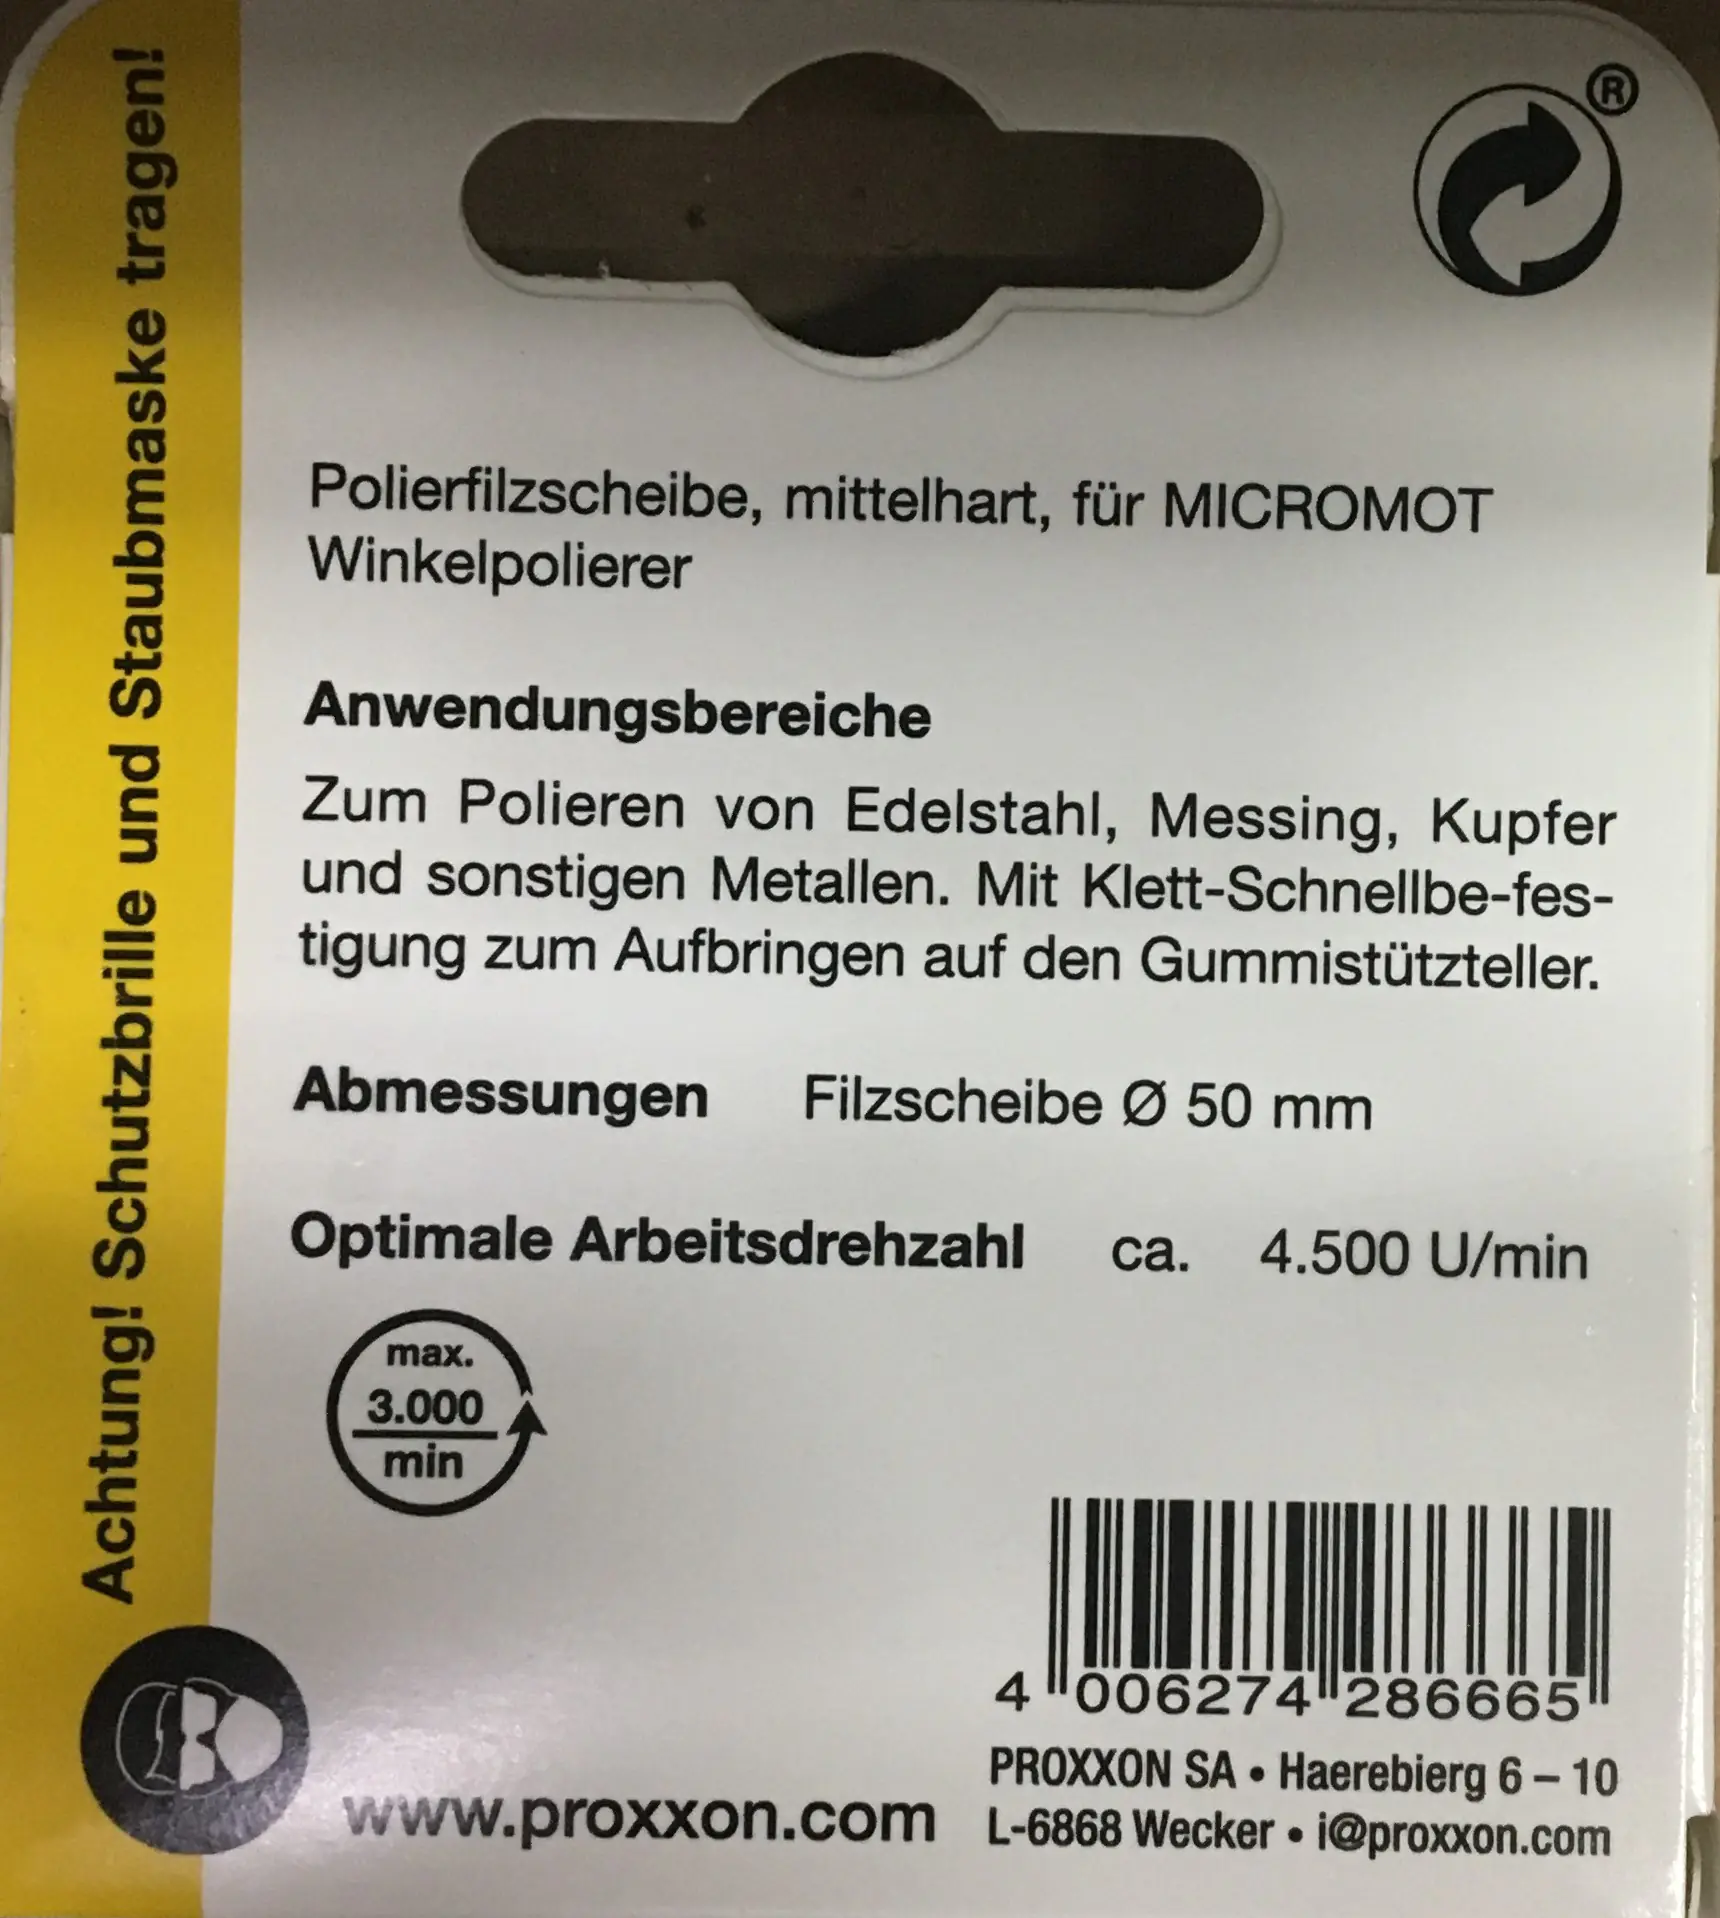 Achtung! Schutzbrille und Staubmaske tragen!
®
Polierfilzscheibe, mittelhart, für MICROMOT
Winkelpolierer
Anwendungsbereiche
Zum Polieren von Edelstahl, Messing, Kupfer
und sonstigen Metallen. Mit Klett-Schnellbe-fes-
tigung zum Aufbringen auf den Gummistützteller.
Abmessungen Filzscheibe Ø 50 mm
Optimale Arbeitsdrehzahl ca. 4.500 U/min
max.
3.000
min
4 006274 286665
PROXXON SA • Haerebierg 6 – 10
L-6868 Wecker • i@proxxon.com
www.proxxon.com